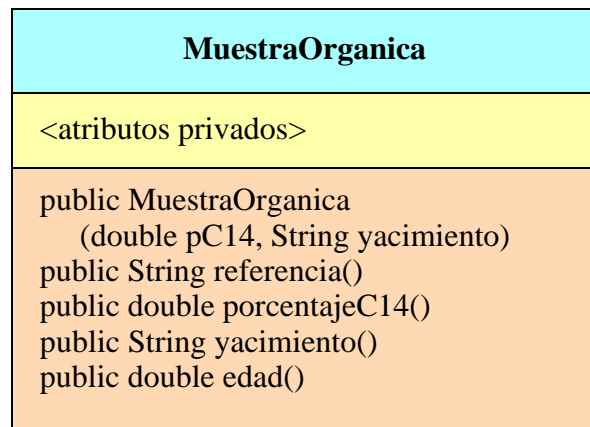 MuestraOrganica
<atributos privados>
public MuestraOrganica
(double pC14, String yacimiento)
public String referencia()
public double porcentajeC14()
public String yacimiento()
public double edad()